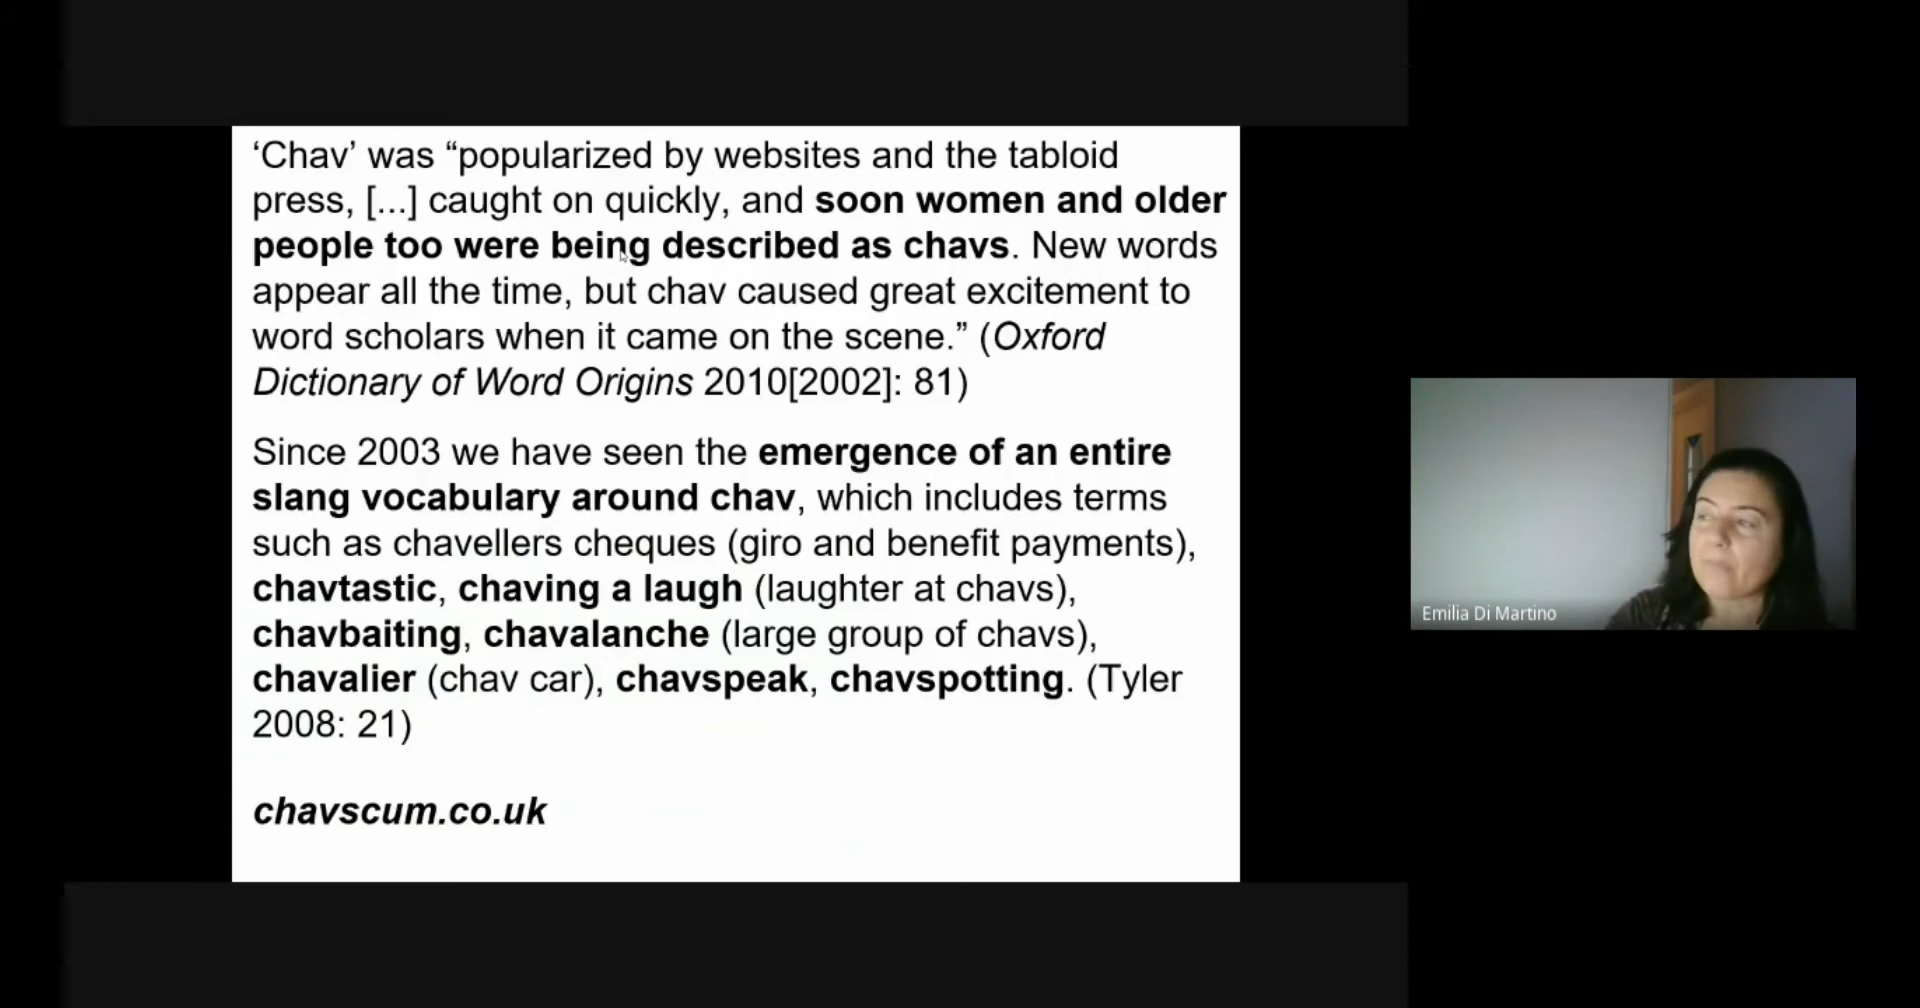 ‘Chav’ was “popularized by websites and the tabloid
press, [...] caught on quickly, and soon women and older
people too were being described as chavs. New words
appear all the time, but chav caused great excitement to
word scholars when it came on the scene.” (Oxford
Dictionary of Word Origins 2010[2002]: 81)
Since 2003 we have seen the emergence of an entire
slang vocabulary around chav, which includes terms
such as chavellers cheques (giro and benefit payments),
chavtastic, chaving a laugh (laughter at chavs),
chavbaiting, chavalanche (large group of chavs),
chavalier (chav car), chavspeak, chavspotting. (Tyler
2008: 21)
chavscum.co.uk
Emilia Di Martino